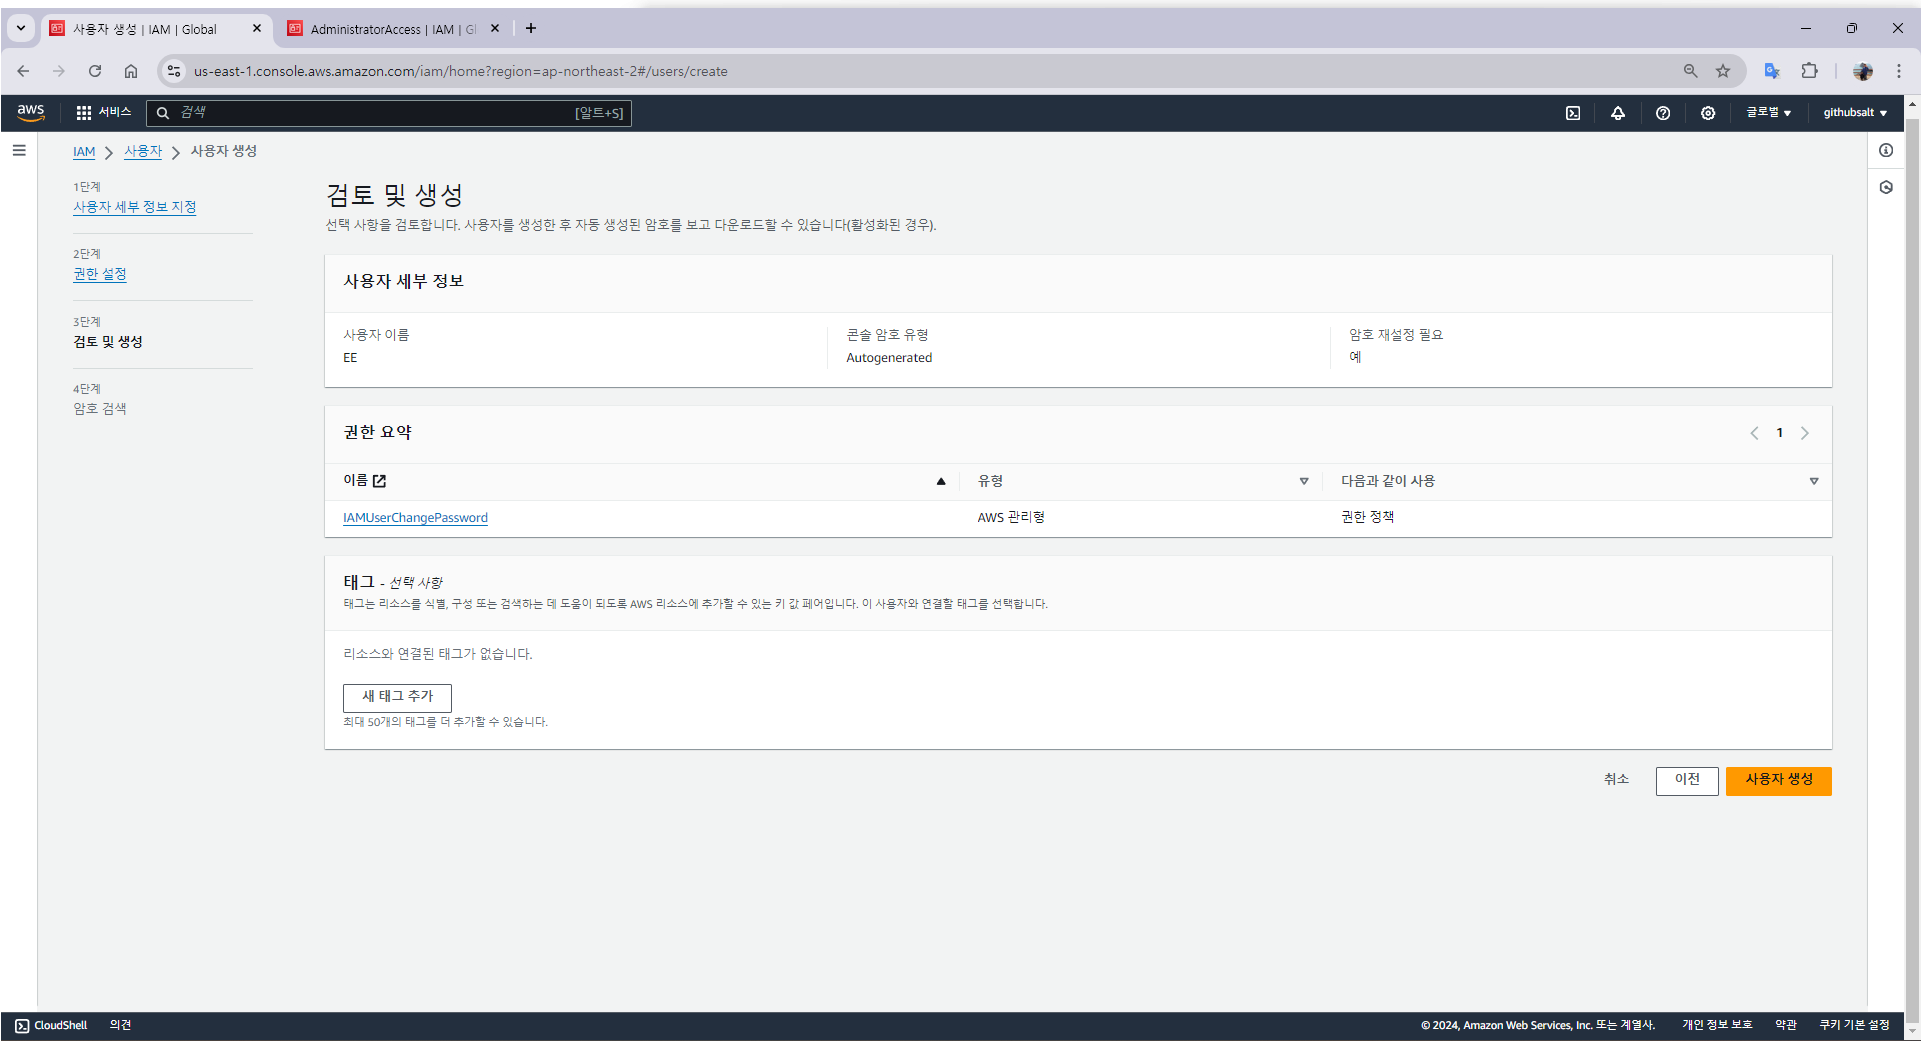 사용자 생성 | IAM | Global
AdministratorAccess | IAM | Gl
us-east-1.console.aws.amazon.com/iam/home?region=ap-northeast-2#/users/create
aws
서비스
검색
[알트+S]
글로벌
githubsalt
IAM
사용자
사용자 생성
1단계
사용자 세부 정보 지정
2단계
권한 설정
3단계
검토 및 생성
4단계
암호 검색
검토 및 생성
선택 사항을 검토합니다. 사용자를 생성한 후 자동 생성된 암호를 보고 다운로드할 수 있습니다(활성화된 경우).
사용자 세부 정보
사용자 이름
EE
콘솔 암호 유형
Autogenerated
암호 재설정 필요
예
권한 요약
1
이름
유형
다음과 같이 사용
IAMUserChangePassword
AWS 관리형
권한 정책
태그 - 선택 사항
태그는 리소스를 식별, 구성 또는 검색하는 데 도움이 되도록 AWS 리소스에 추가할 수 있는 키 값 페어입니다. 이 사용자와 연결할 태그를 선택합니다.
리소스와 연결된 태그가 없습니다.
새 태그 추가
최대 50개의 태그를 더 추가할 수 있습니다.
취소
이전
사용자 생성
CloudShell
의견
© 2024, Amazon Web Services, Inc. 또는 계열사.
개인 정보 보호
약관
쿠키 기본 설정